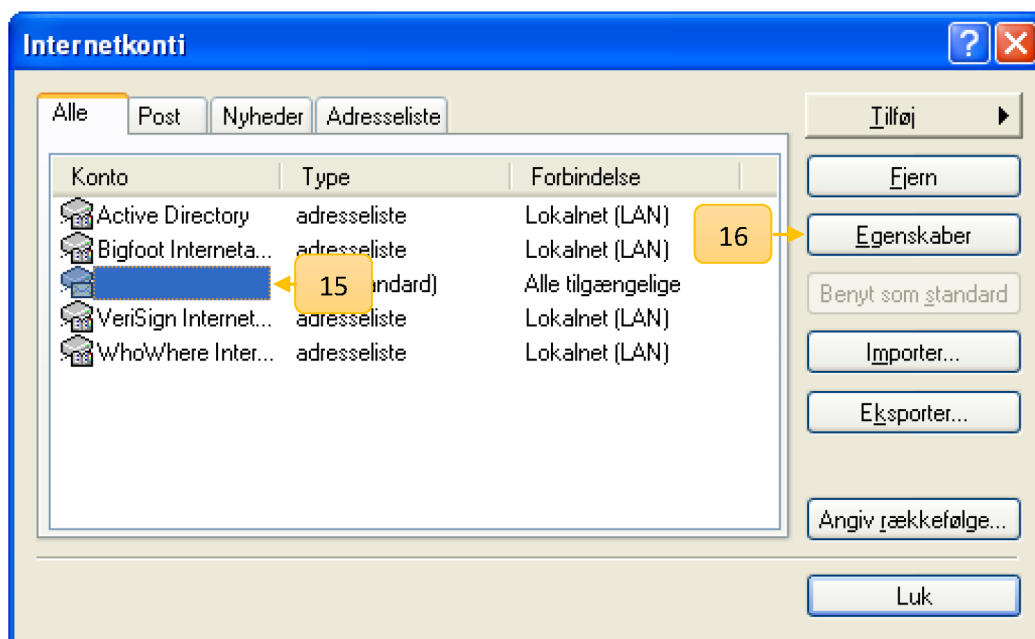 Internetkonti
Alle Post Nyheder Adresseliste
Tilføj
Konto Type Forbindelse
Fjern
Active Directory adresseliste Lokalnet (LAN)
16
Egenskaber
Bigfoot Interneta... adresseliste Lokalnet (LAN)
15
Alle tilgængelige
Benyt som standard
VeriSign Internet... adresseliste Lokalnet (LAN)
WhoWhere Inter... adresseliste Lokalnet (LAN)
Importer...
Eksporter...
Angiv rækkefølge...
Luk